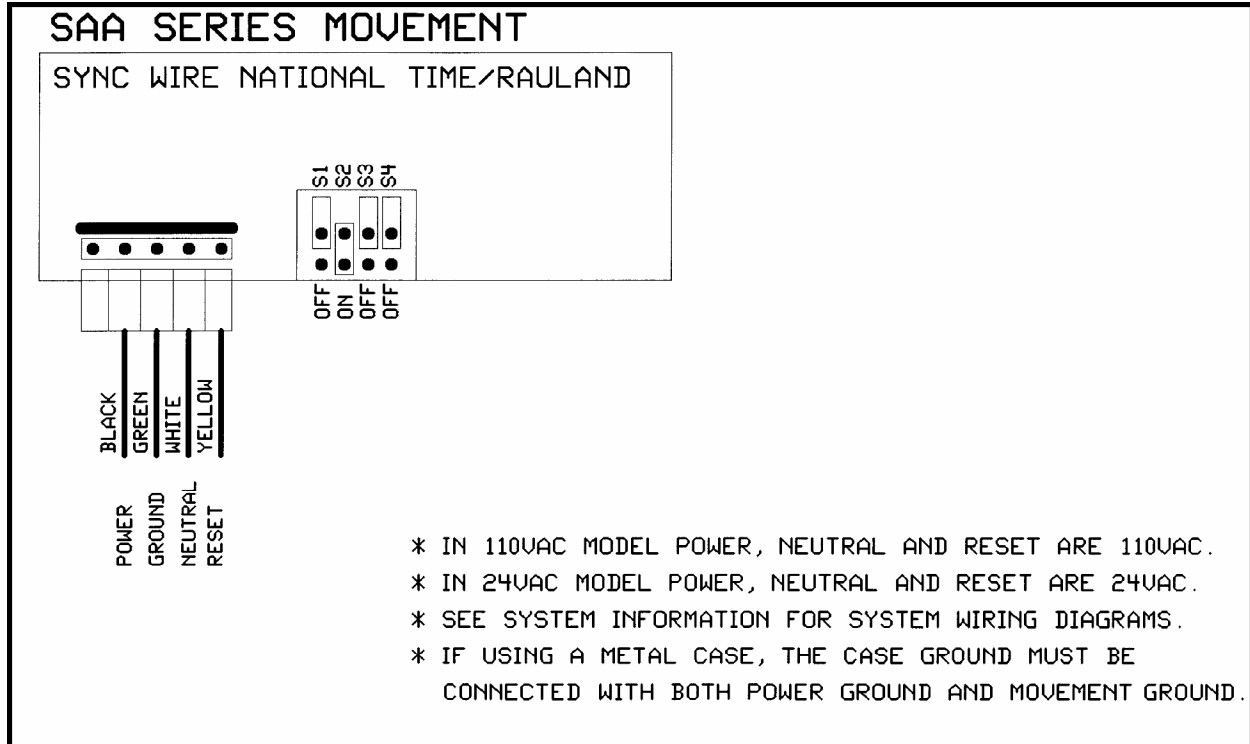 SAA SERIES MOVEMENT
SYNC WIRE NATIONAL TIME/RAULAND
S1
S2
S3
S4
OFF
ON
OFF
OFF
BLACK
GREEN
WHITE
YELLOW
POWER
GROUND
NEUTRAL
RESET
* IN 110VAC MODEL POWER, NEUTRAL AND RESET ARE 110VAC.
* IN 24VAC MODEL POWER, NEUTRAL AND RESET ARE 24VAC.
* SEE SYSTEM INFORMATION FOR SYSTEM WIRING DIAGRAMS.
* IF USING A METAL CASE, THE CASE GROUND MUST BE
CONNECTED WITH BOTH POWER GROUND AND MOVEMENT GROUND.